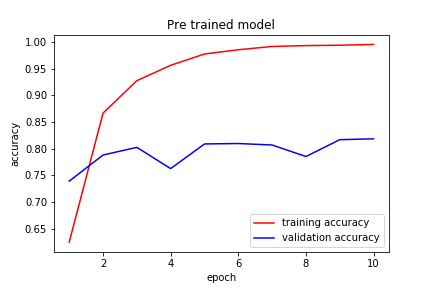 Pre trained model
1.00
0.95
0.90
0.85
0.80
0.75
0.70
0.65
accuracy
training accuracy
validation accuracy
2 4 6 8 10
epoch